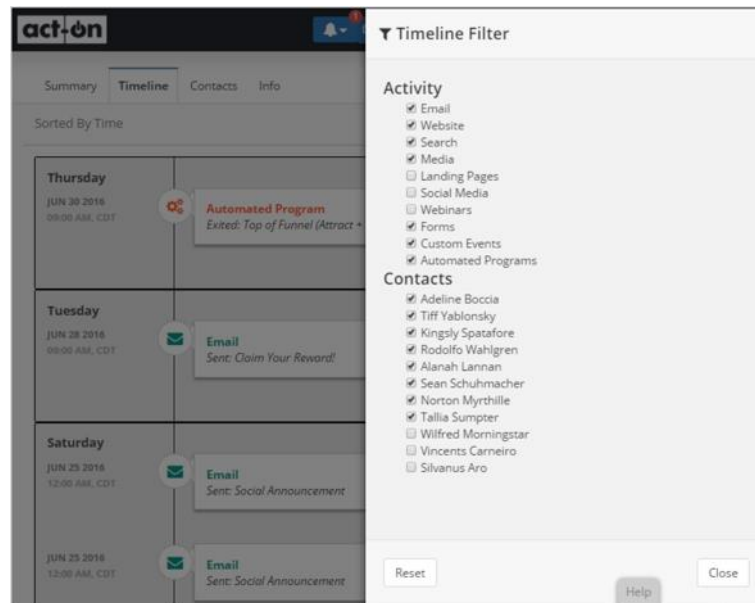 act-on
1
Summary Timeline Contacts Info
Sorted By Time
Thursday
JUN 30 2016
09:00 AM, CDT
Automated Program
Exited: Top of Funnel (Attract +
Tuesday
JUN 28 2016
09:00 AM, CDT
Email
Sent: Claim Your Reward!
Saturday
JUN 25 2016
12:00 AM, CDT
Email
Sent: Social Announcement
JUN 25 2016
12:00 AM, CDT
Email
Sent: Social Announcement
Timeline Filter
Activity
Email
Website
Search
Media
Landing Pages
Social Media
Webinars
Forms
Custom Events
Automated Programs
Contacts
Adeline Boccia
Tiff Yablonsky
Kingsly Spatafore
Rodolfo Wahlgren
Alanah Lannan
Sean Schuhmacher
Norton Myrthille
Tallia Sumpter
Wilfred Morningstar
Vincents Carneiro
Silvanus Aro
Reset
Close
Help